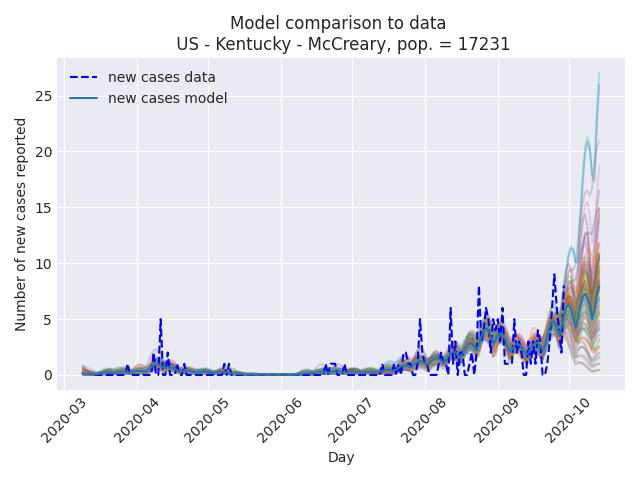 Model comparison to data
US - Kentucky - McCreary, pop. = 17231
new cases data
new cases model
Number of new cases reported
25
20
15
10
5
0
2020-03
2020-04
2020-05
2020-06
2020-07
2020-08
2020-09
2020-10
Day